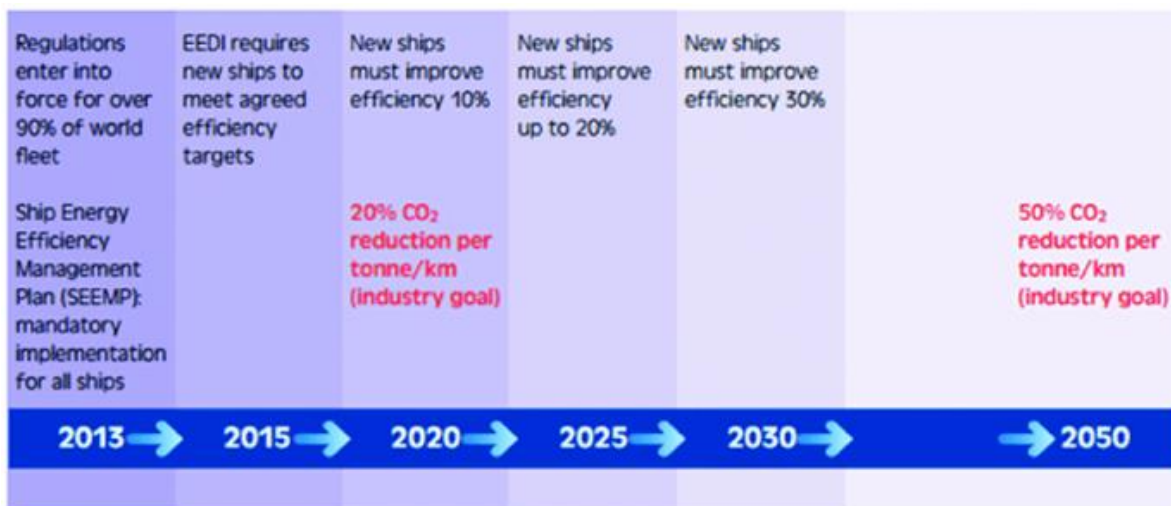 Regulations
enter into
force for over
90% of world
fleet
Ship Energy
Efficiency
Management
Plan (SEEMP):
mandatory
implementation
for all ships
EEDI requires
new ships to
meet agreed
efficiency
targets
New ships
must improve
efficiency 10%
20% CO₂
reduction per
tonne/km
(industry goal)
New ships
must improve
efficiency
up to 20%
New ships
must improve
efficiency 30%
50% CO₂
reduction per
tonne/km
(industry goal)
2013 2015 2020 2025 2030 2050